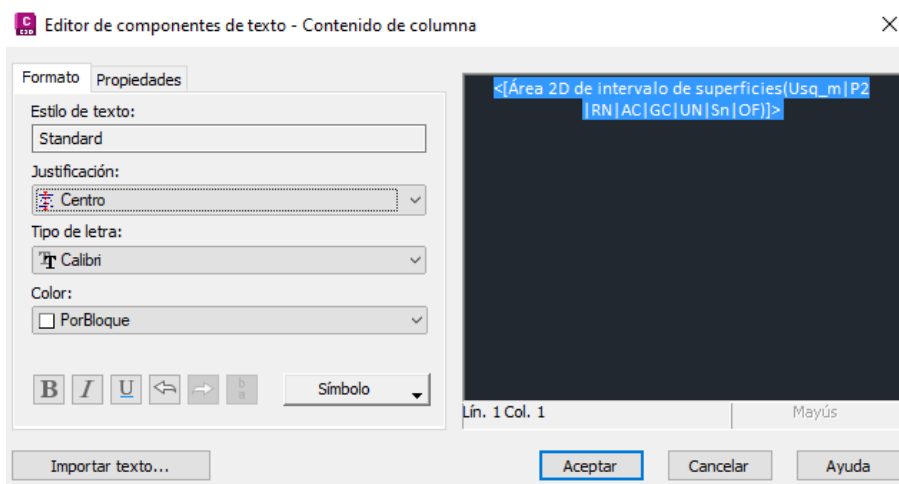 Editor de componentes de texto - Contenido de columna
Formato Propiedades
Estilo de texto:
Standard
Justificación:
Centro
Tipo de letra:
Calibri
Color:
PorBloque
B I U Símbolo
<[Área 2D de intervalo de superficies(Usq_m|P2
|RN|AC|GC|UN|Sn|OF)]>
Lín. 1 Col. 1 Mayús
Importar texto... Aceptar Cancelar Ayuda